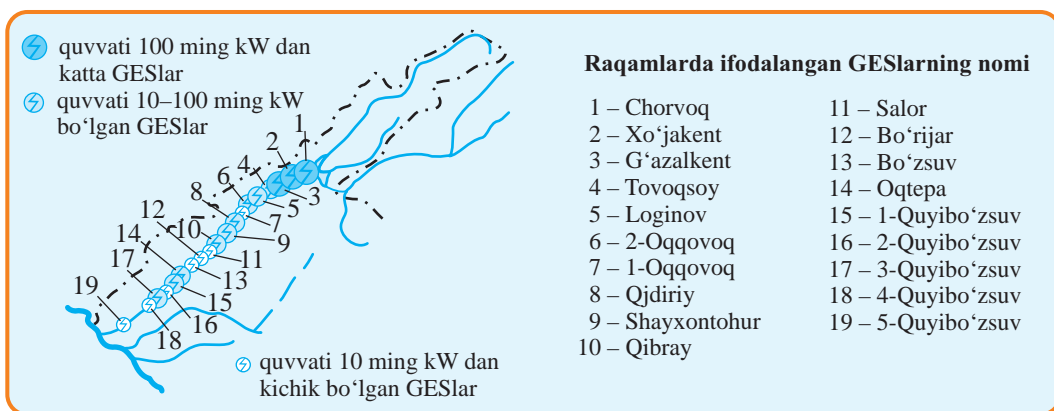 quvvati 100 ming kW dan
katta GESlar
quvvati 10–100 ming kW
bo‘lgan GESlar
1
2
4
6
8
12
10
14
17
19
3
5
7
9
11
13
15
16
18
quvvati 10 ming kW dan
kichik bo‘lgan GESlar
Raqamlarda ifodalangan GESlarning nomi
1 – Chorvoq
2 – Xo‘jakent
3 – G‘azalkent
4 – Tovoqsoy
5 – Loginov
6 – 2-Oqqovoq
7 – 1-Oqqovoq
8 – Qjdiriy
9 – Shayxontohur
10 – Qibray
11 – Salor
12 – Bo‘rijar
13 – Bo‘zsuv
14 – Oqtepa
15 – 1-Quyibo‘zsuv
16 – 2-Quyibo‘zsuv
17 – 3-Quyibo‘zsuv
18 – 4-Quyibo‘zsuv
19 – 5-Quyibo‘zsuv